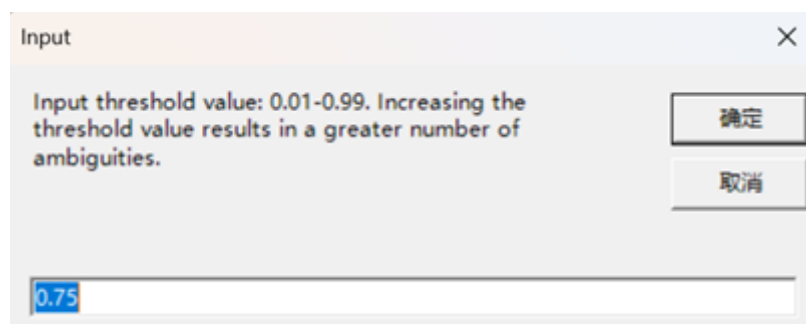 Input
Input threshold value: 0.01-0.99. Increasing the
threshold value results in a greater number of
ambiguities.
确定
取消
0.75